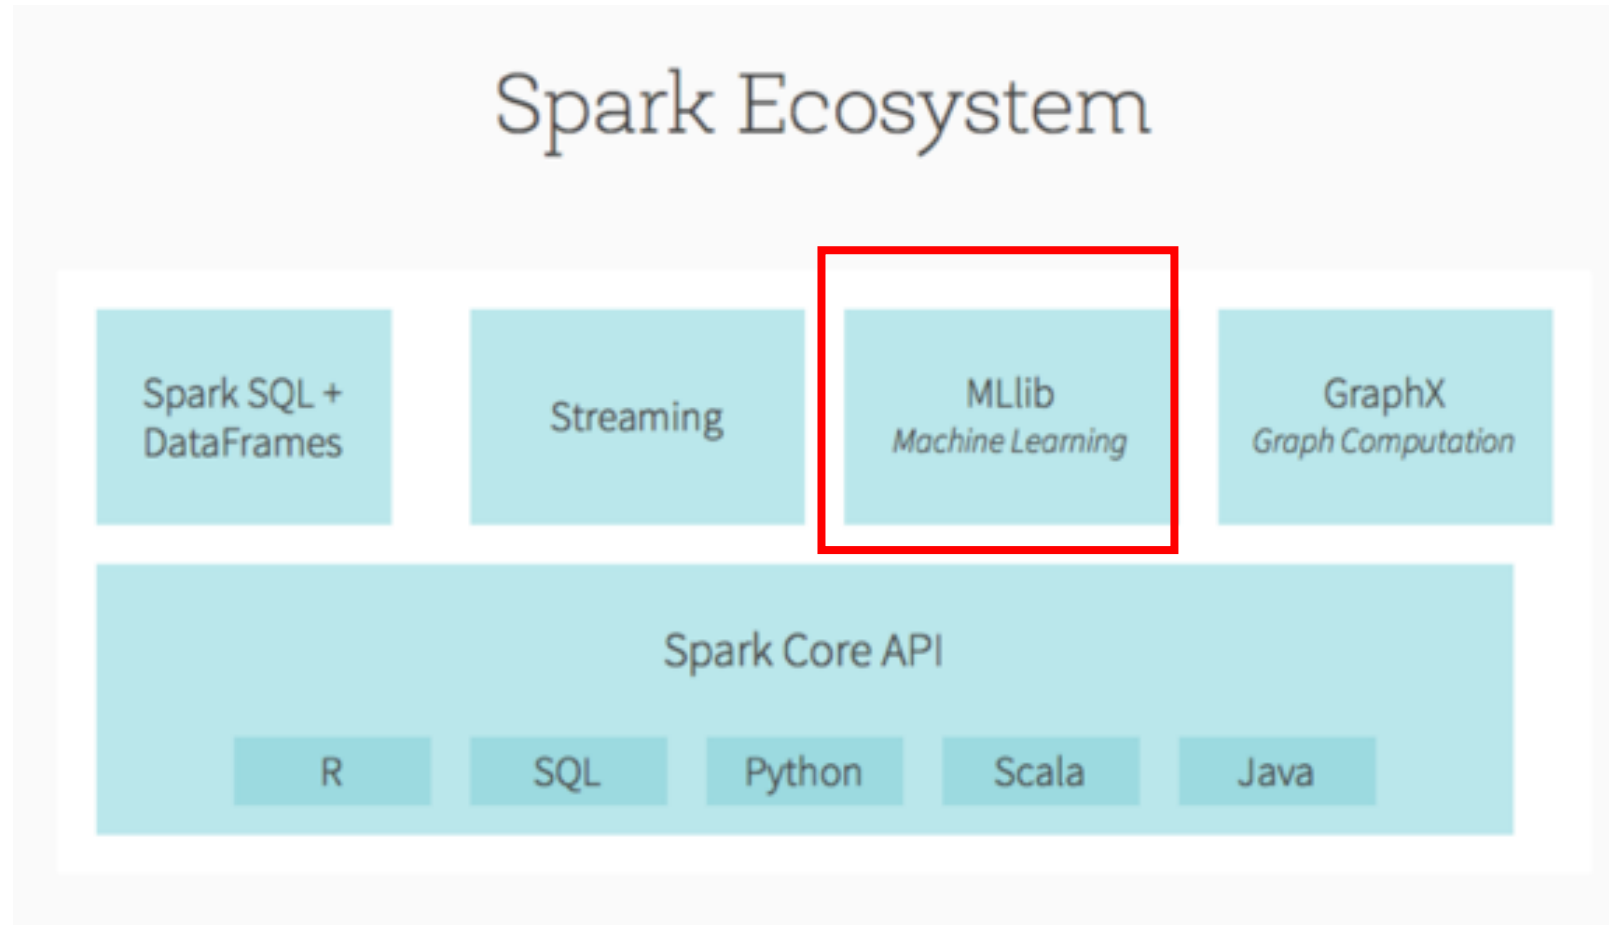 Spark Ecosystem
Spark SQL +
DataFrames
Streaming
MLlib
Machine Learning
GraphX
Graph Computation
Spark Core API
R
SQL
Python
Scala
Java